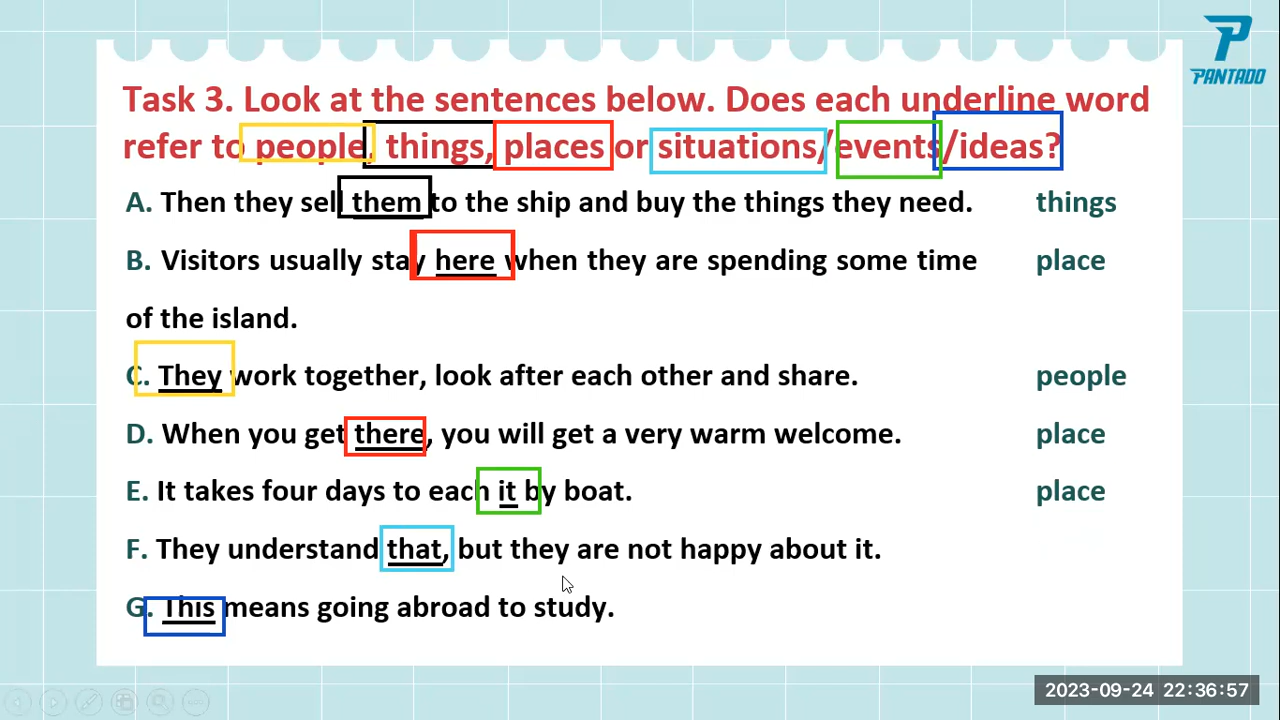 PANTADO
Task 3. Look at the sentences below. Does each underline word
refer to people, things, places or situations/events/ideas?
A. Then they sell them to the ship and buy the things they need. things
B. Visitors usually stay here when they are spending some time place
of the island.
C. They work together, look after each other and share. people
D. When you get there, you will get a very warm welcome. place
E. It takes four days to each it by boat. place
F. They understand that, but they are not happy about it.
G. This means going abroad to study.
2023-09-24 22:36:57